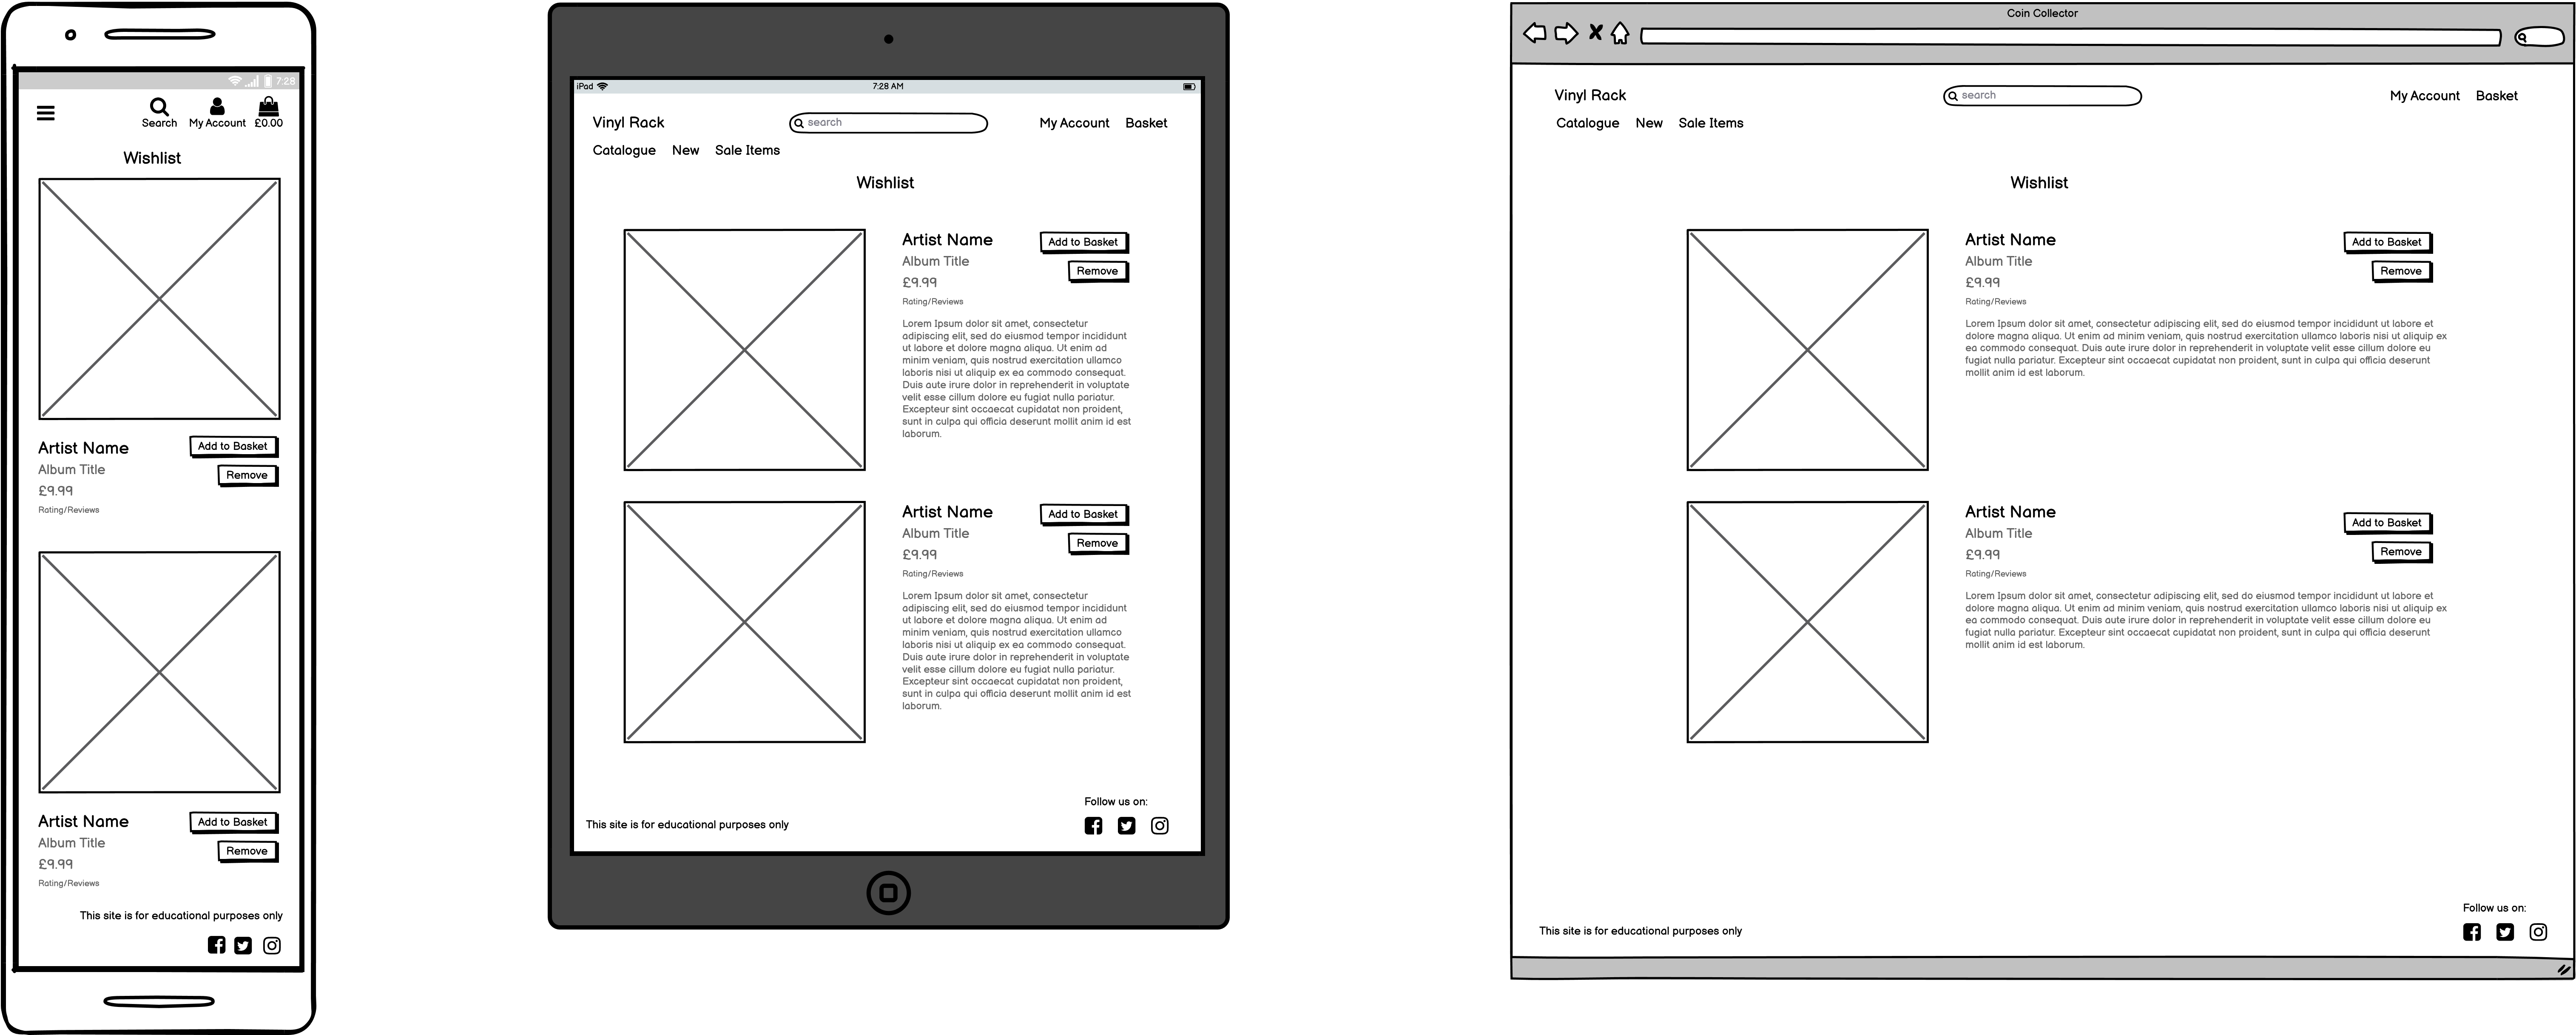 7:28
Search My Account £0.00
Wishlist
Artist Name Add to Basket
Album Title Remove
£9.99
Rating/Reviews
Artist Name Add to Basket
Album Title Remove
£9.99
Rating/Reviews
This site is for educational purposes only
iPad 7:28 AM
Vinyl Rack search My Account Basket
Catalogue New Sale Items
Wishlist
Artist Name Add to Basket
Album Title Remove
£9.99
Rating/Reviews
Lorem Ipsum dolor sit amet, consectetur
adipiscing elit, sed do eiusmod tempor incididunt
ut labore et dolore magna aliqua. Ut enim ad
minim veniam, quis nostrud exercitation ullamco
laboris nisi ut aliquip ex ea commodo consequat.
Duis aute irure dolor in reprehenderit in voluptate
velit esse cillum dolore eu fugiat nulla pariatur.
Excepteur sint occaecat cupidatat non proident,
sunt in culpa qui officia deserunt mollit anim id est
laborum.
Artist Name Add to Basket
Album Title Remove
£9.99
Rating/Reviews
Lorem Ipsum dolor sit amet, consectetur
adipiscing elit, sed do eiusmod tempor incididunt
ut labore et dolore magna aliqua. Ut enim ad
minim veniam, quis nostrud exercitation ullamco
laboris nisi ut aliquip ex ea commodo consequat.
Duis aute irure dolor in reprehenderit in voluptate
velit esse cillum dolore eu fugiat nulla pariatur.
Excepteur sint occaecat cupidatat non proident,
sunt in culpa qui officia deserunt mollit anim id est
laborum.
Follow us on:
This site is for educational purposes only
Coin Collector
Vinyl Rack search My Account Basket
Catalogue New Sale Items
Wishlist
Artist Name Add to Basket
Album Title Remove
£9.99
Rating/Reviews
Lorem Ipsum dolor sit amet, consectetur adipiscing elit, sed do eiusmod tempor incididunt ut labore et
dolore magna aliqua. Ut enim ad minim veniam, quis nostrud exercitation ullamco laboris nisi ut aliquip ex
ea commodo consequat. Duis aute irure dolor in reprehenderit in voluptate velit esse cillum dolore eu
fugiat nulla pariatur. Excepteur sint occaecat cupidatat non proident, sunt in culpa qui officia deserunt
mollit anim id est laborum.
Artist Name Add to Basket
Album Title Remove
£9.99
Rating/Reviews
Lorem Ipsum dolor sit amet, consectetur adipiscing elit, sed do eiusmod tempor incididunt ut labore et
dolore magna aliqua. Ut enim ad minim veniam, quis nostrud exercitation ullamco laboris nisi ut aliquip ex
ea commodo consequat. Duis aute irure dolor in reprehenderit in voluptate velit esse cillum dolore eu
fugiat nulla pariatur. Excepteur sint occaecat cupidatat non proident, sunt in culpa qui officia deserunt
mollit anim id est laborum.
Follow us on:
This site is for educational purposes only